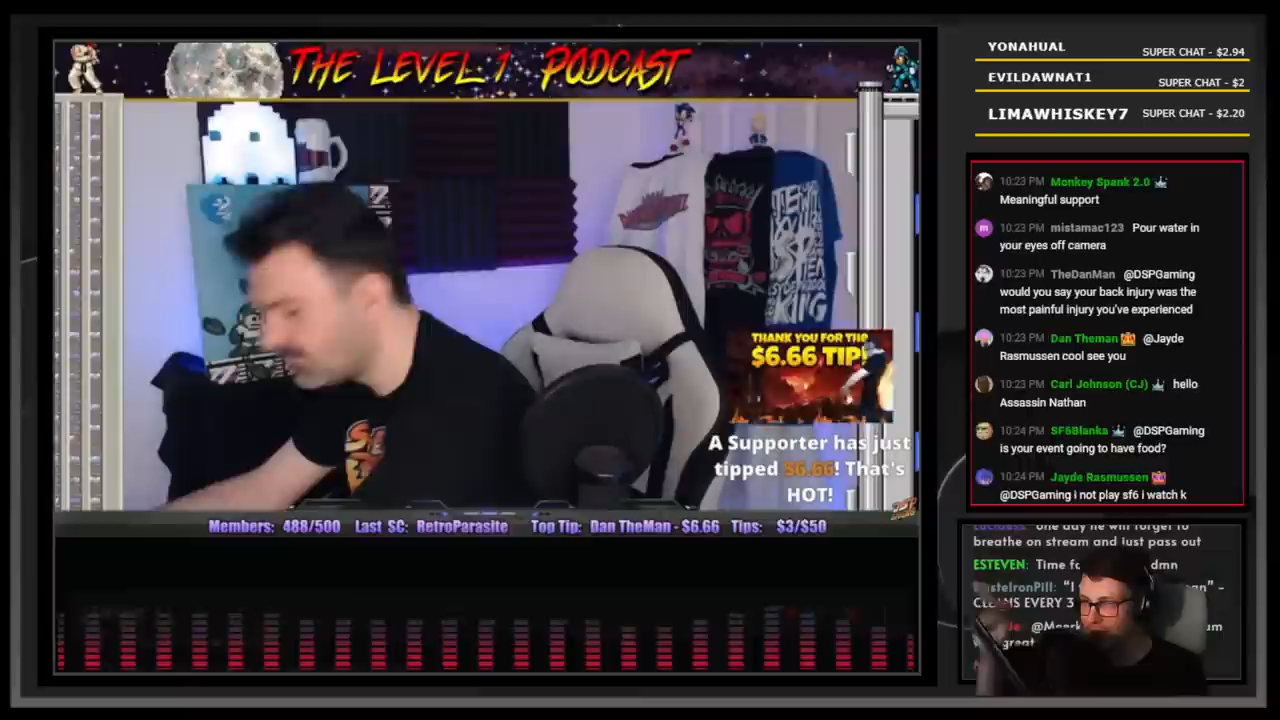 THE LEVEL 1 PODCAST
THANK YOU FOR THE
$6.66 TIP!
A Supporter has just
tipped $6.66! That's
HOT!
Members: 488/500 Last SC: RetroParasite Top Tip: Dan TheMan - $6.66 Tips: $3/$50
YONAHUAL SUPER CHAT - $2.94
EVILDAWNAT1 SUPER CHAT - $2
LIMAWHISKEY7 SUPER CHAT - $2.20
10:23 PM Monkey Spank 2.0
Meaningful support
10:23 PM mistamac123 Pour water in
your eyes off camera
10:23 PM TheDanMan @DSPGaming
would you say your back injury was the
most painful injury you've experienced
10:23 PM Dan Theman @Jayde
Rasmussen cool see you
10:23 PM Carl Johnson (CJ) hello
Assassin Nathan
10:24 PM SF6Blanka @DSPGaming
is your event going to have food?
10:24 PM Jayde Rasmussen
@DSPGaming i not play sf6 i watch k
one day he will forget to
breathe on stream and just pass out
ESTEVEN: Time dmn
EVERY 3
great